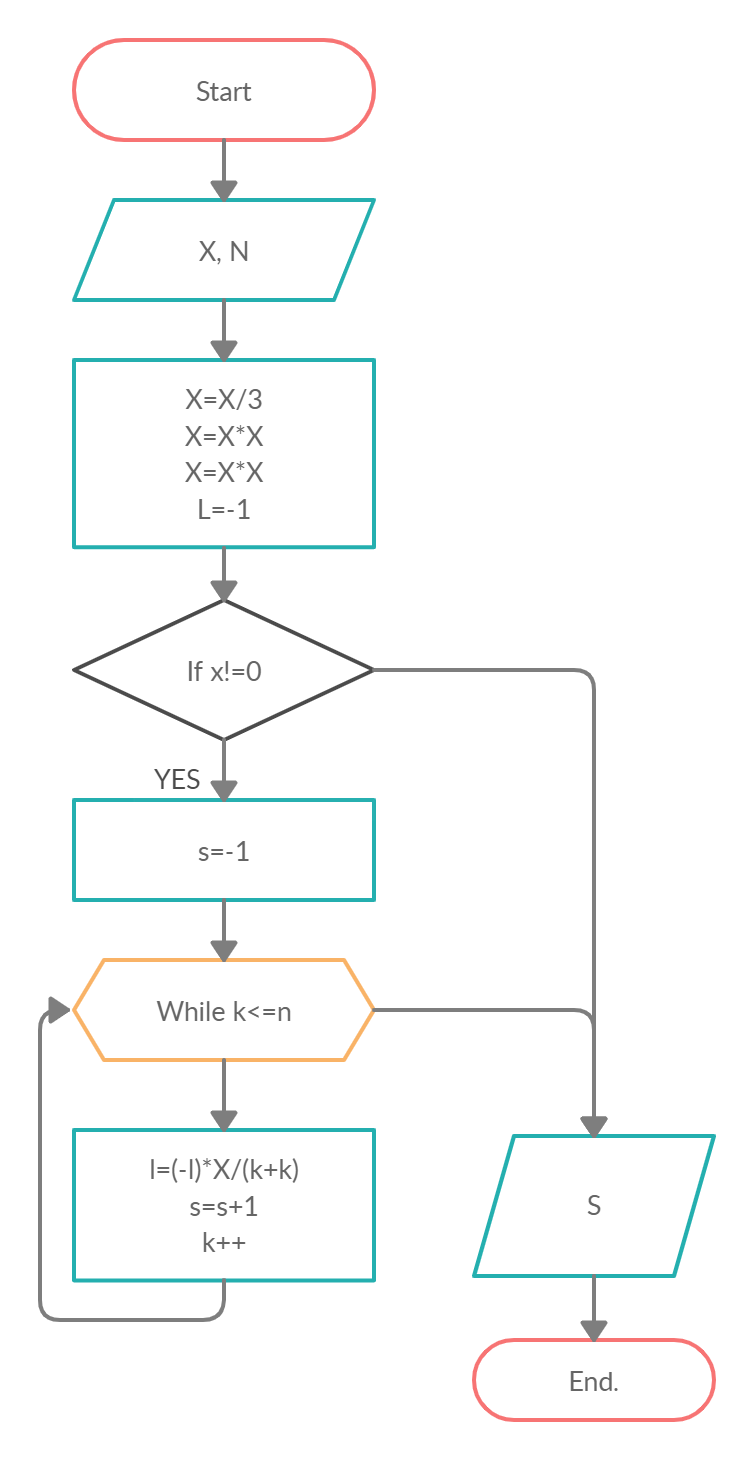 Start
X, N
X=X/3
X=X*X
X=X*X
L=-1
If x!=0
YES
s=-1
While k<=n
l=(-l)*X/(k+k)
s=s+1
k++
S
End.